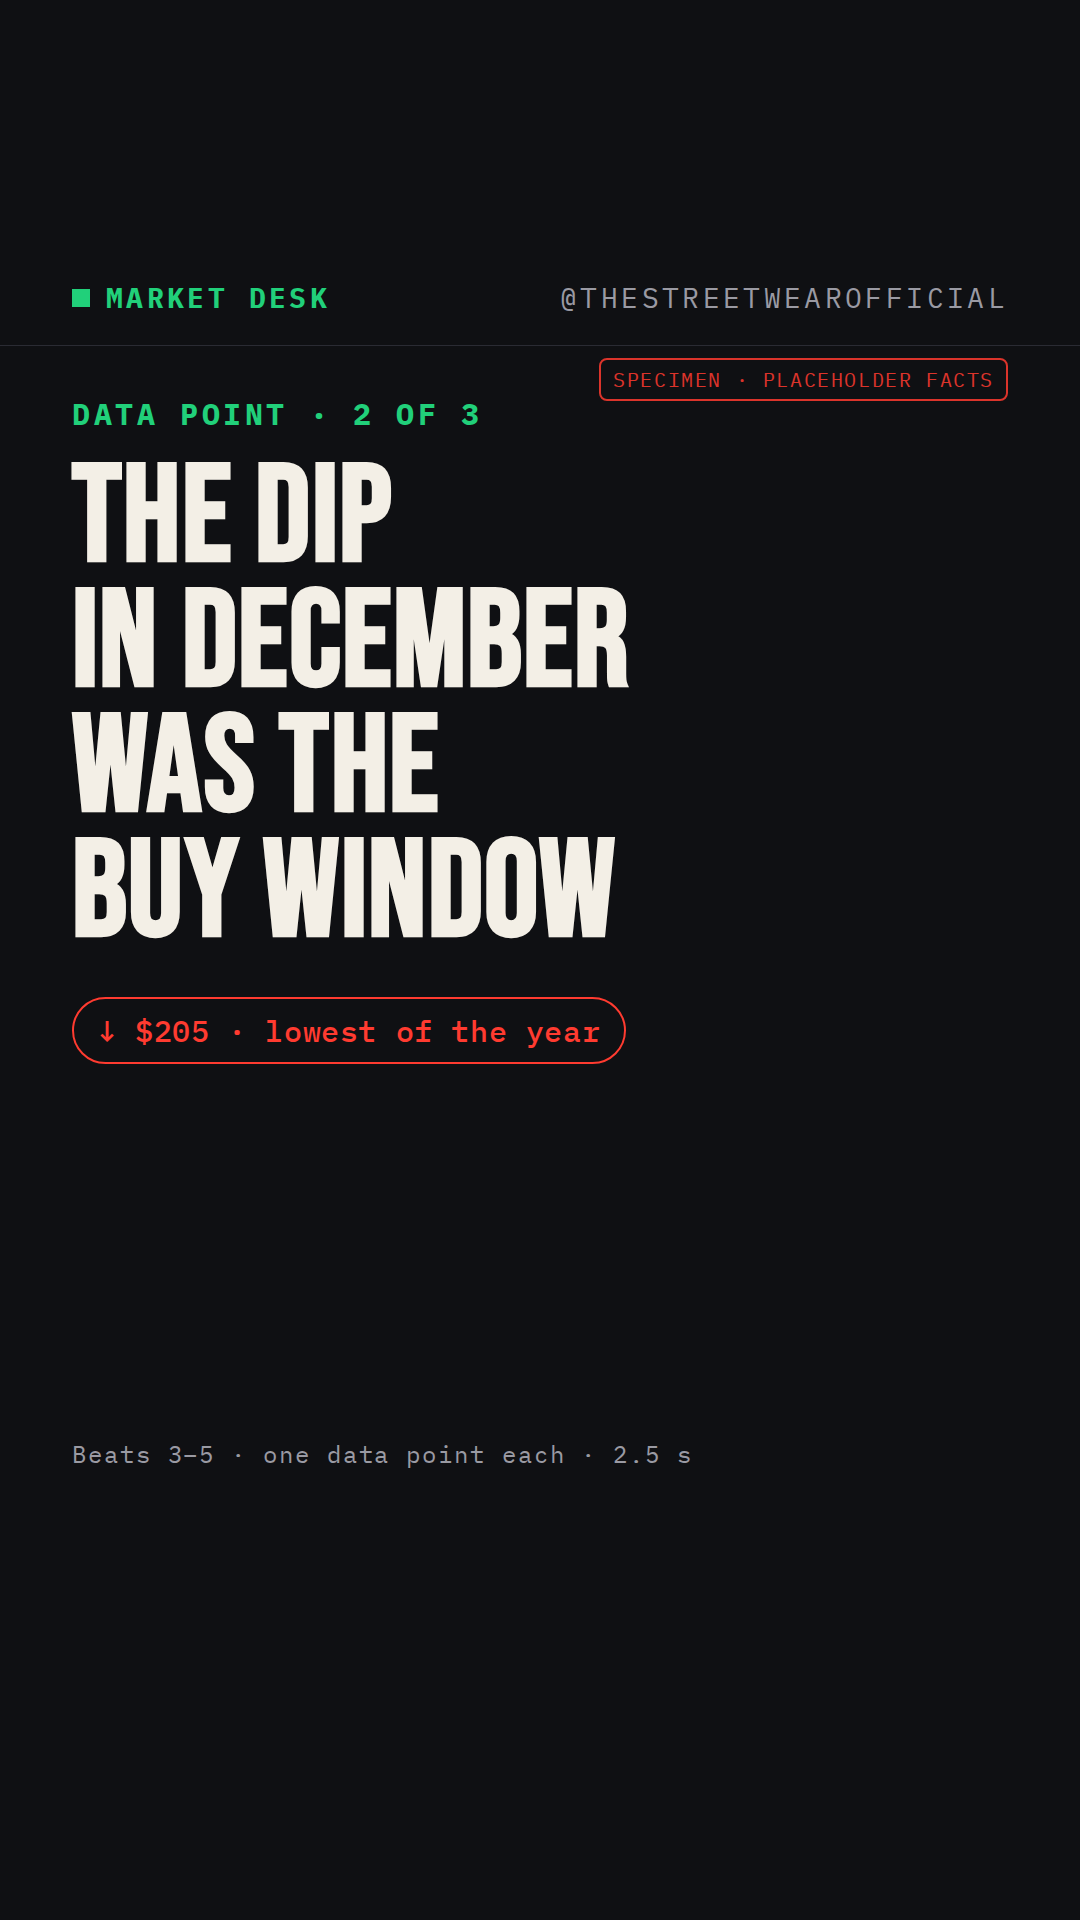 MARKET DESK
@THESTREETWEAROFFICIAL
SPECIMEN · PLACEHOLDER FACTS
DATA POINT · 2 OF 3
THE DIP
IN DECEMBER
WAS THE
BUY WINDOW
↓ $205 · lowest of the year
Beats 3–5 · one data point each · 2.5 s